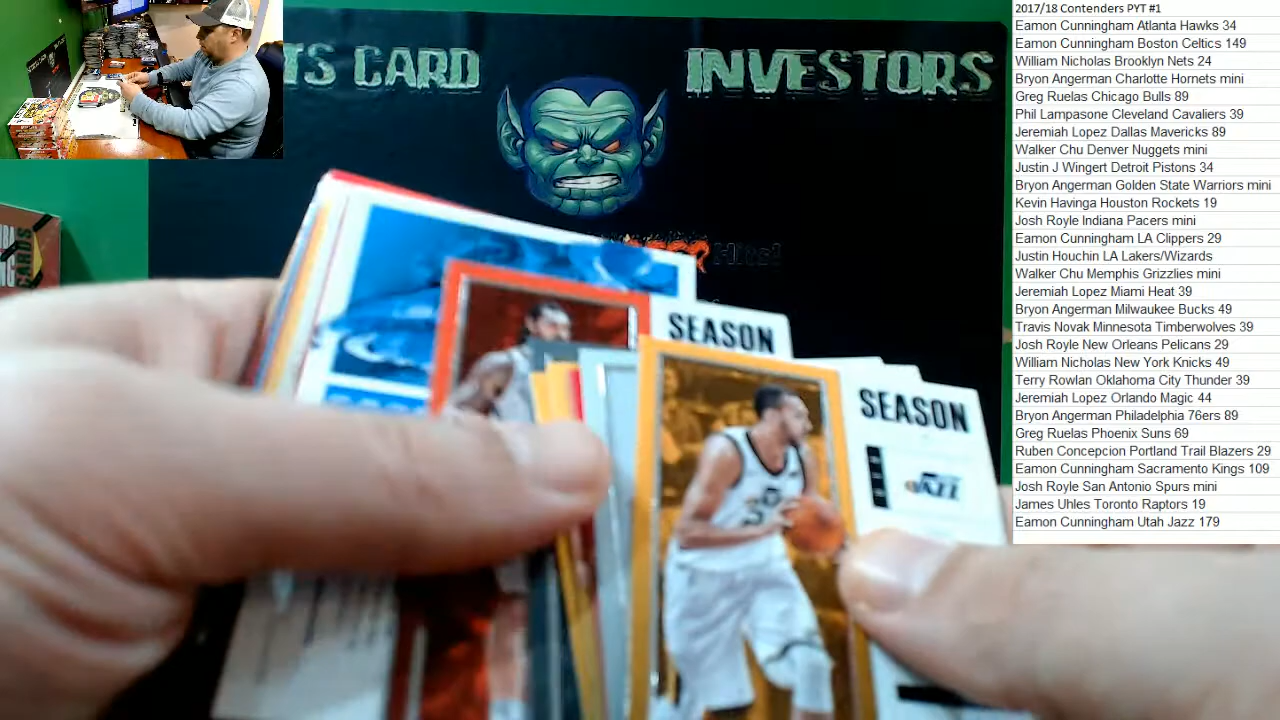 TS CARD INVESTORS
Hits!
SEASON
SEASON
JAZZ
CARDS
2017/18 Contenders PYT #1
Eamon Cunningham Atlanta Hawks 34
Eamon Cunningham Boston Celtics 149
William Nicholas Brooklyn Nets 24
Bryon Angerman Charlotte Hornets mini
Greg Ruelas Chicago Bulls 89
Phil Lampasone Cleveland Cavaliers 39
Jeremiah Lopez Dallas Mavericks 89
Walker Chu Denver Nuggets mini
Justin J Wingert Detroit Pistons 34
Bryon Angerman Golden State Warriors mini
Kevin Havinga Houston Rockets 19
Josh Royle Indiana Pacers mini
Eamon Cunningham LA Clippers 29
Justin Houchin LA Lakers/Wizards
Walker Chu Memphis Grizzlies mini
Jeremiah Lopez Miami Heat 39
Bryon Angerman Milwaukee Bucks 49
Travis Novak Minnesota Timberwolves 39
Josh Royle New Orleans Pelicans 29
William Nicholas New York Knicks 49
Terry Rowlan Oklahoma City Thunder 39
Jeremiah Lopez Orlando Magic 44
Bryon Angerman Philadelphia 76ers 89
Greg Ruelas Phoenix Suns 69
Ruben Concepcion Portland Trail Blazers 29
Eamon Cunningham Sacramento Kings 109
Josh Royle San Antonio Spurs mini
James Uhles Toronto Raptors 19
Eamon Cunningham Utah Jazz 179